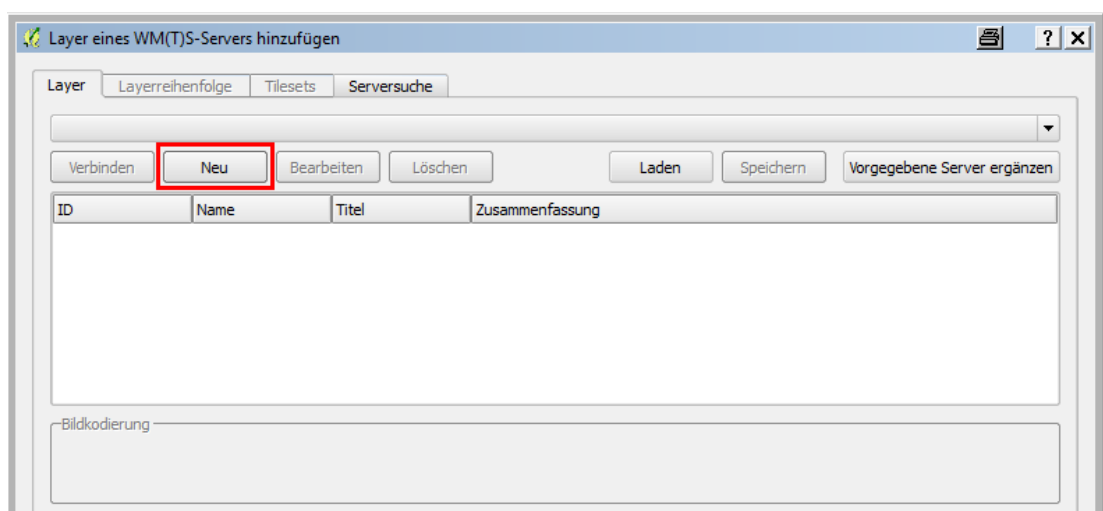 Layer eines WM(T)S-Servers hinzufügen ?
Layer Layerreihenfolge Tilesets Serversuche
Verbinden Neu Bearbeiten Löschen Laden Speichern Vorgegebene Server ergänzen
ID Name Titel Zusammenfassung
Bildkodierung